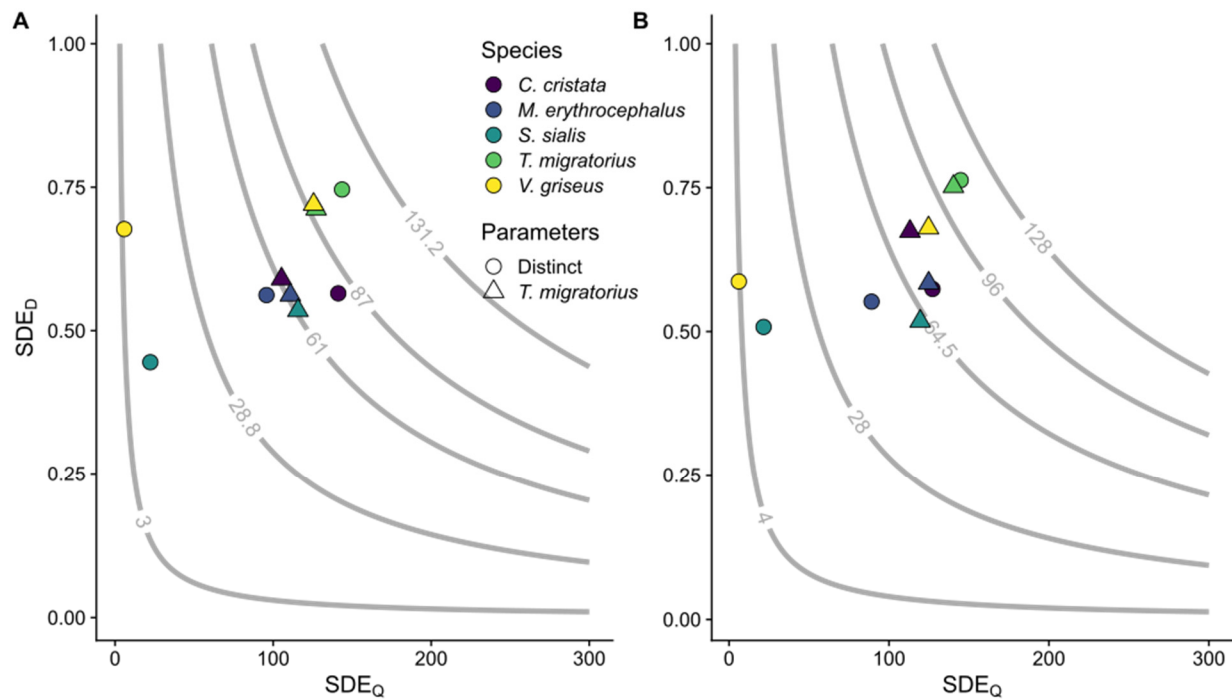 A
1.00
0.75
0.50
0.25
0.00
SDE_D
0
100
200
300
SDE_Q
131.2
87
61
28.8
3
Species
C. cristata
M. erythrocephalus
S. sialis
T. migratorius
V. griseus
Parameters
Distinct
T. migratorius
B
1.00
0.75
0.50
0.25
0.00
0
100
200
300
SDE_Q
128
96
64.5
28
4